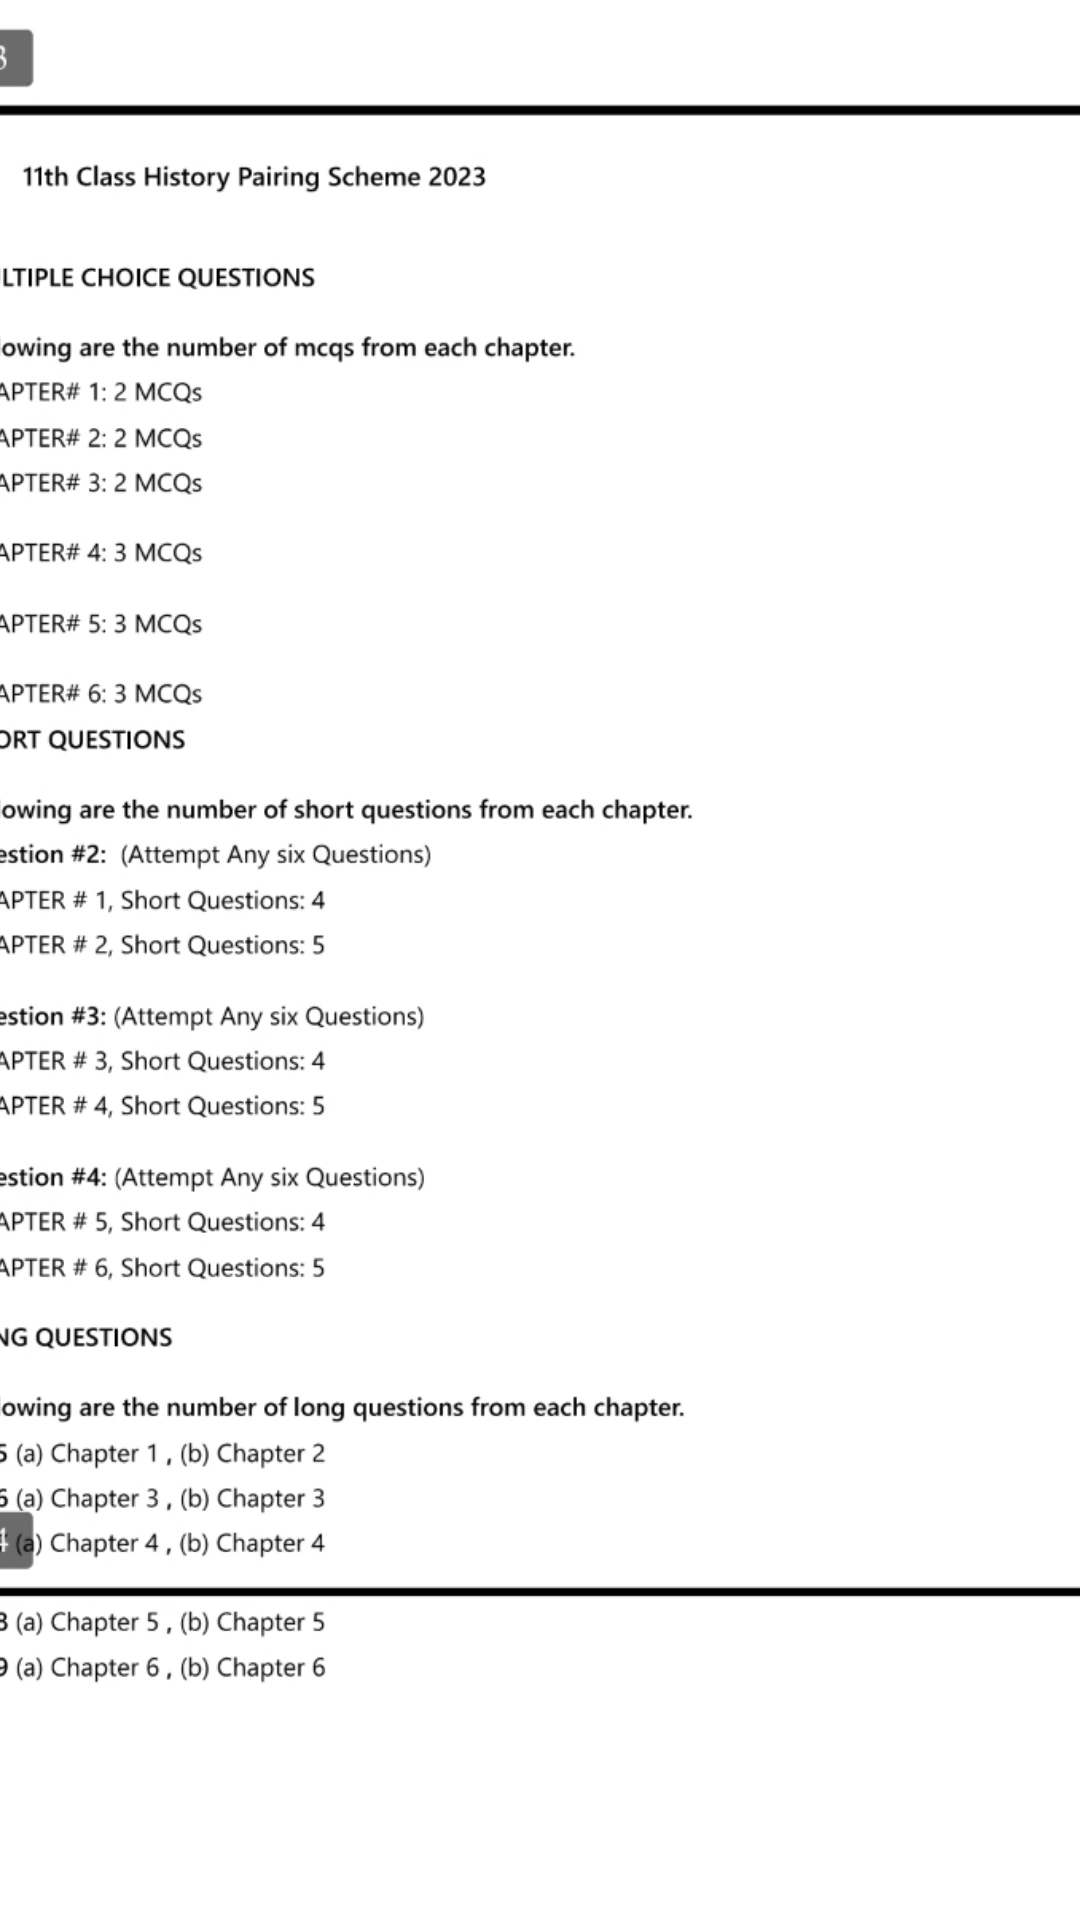 3
11th Class History Pairing Scheme 2023
LTIPLE CHOICE QUESTIONS
lowing are the number of mcqs from each chapter.
APTER# 1: 2 MCQs
APTER# 2: 2 MCQs
APTER# 3: 2 MCQs
APTER# 4: 3 MCQs
APTER# 5: 3 MCQs
APTER# 6: 3 MCQs
ORT QUESTIONS
lowing are the number of short questions from each chapter.
estion #2: (Attempt Any six Questions)
APTER # 1, Short Questions: 4
APTER # 2, Short Questions: 5
estion #3: (Attempt Any six Questions)
APTER # 3, Short Questions: 4
APTER # 4, Short Questions: 5
estion #4: (Attempt Any six Questions)
APTER # 5, Short Questions: 4
APTER # 6, Short Questions: 5
NG QUESTIONS
lowing are the number of long questions from each chapter.
5 (a) Chapter 1 , (b) Chapter 2
6 (a) Chapter 3 , (b) Chapter 3
4 (a) Chapter 4 , (b) Chapter 4
8 (a) Chapter 5 , (b) Chapter 5
9 (a) Chapter 6 , (b) Chapter 6